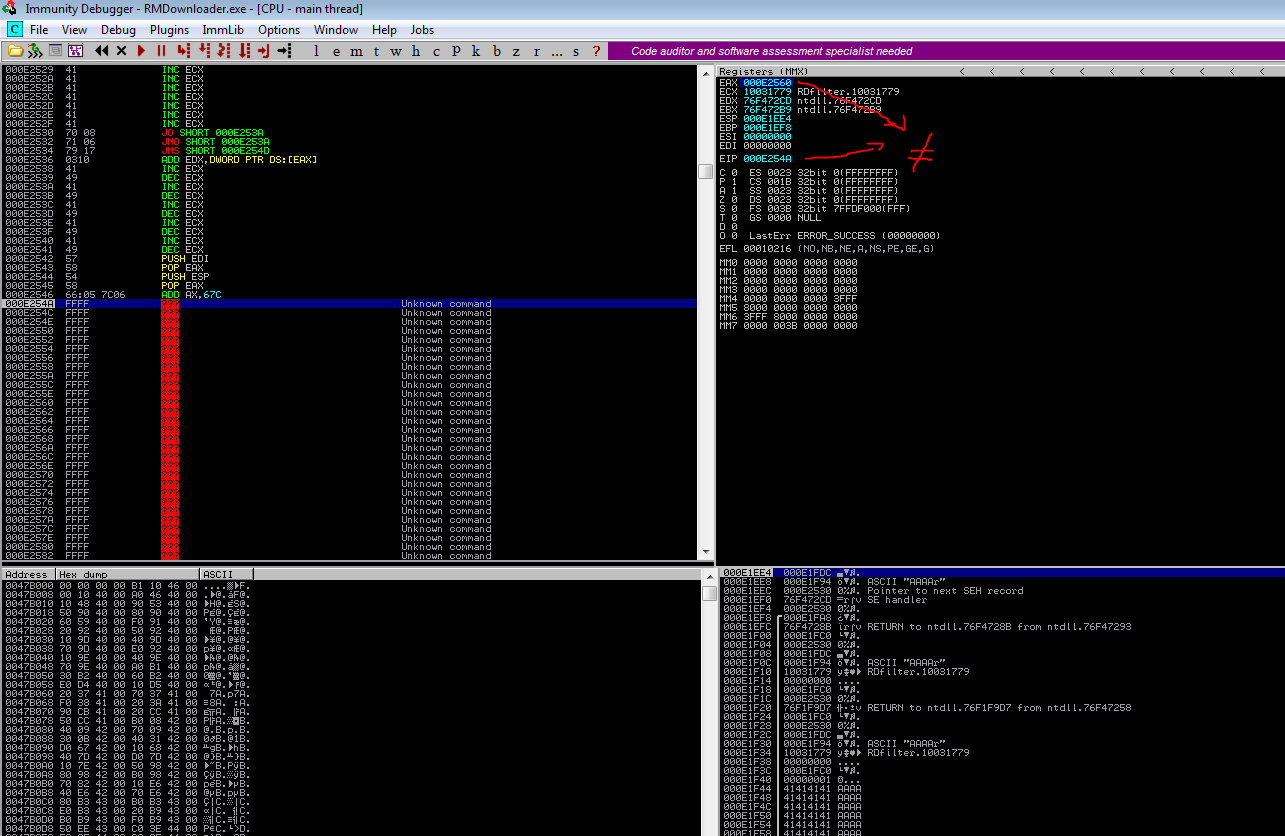 Immunity Debugger - RMDownloader.exe - [CPU - main thread]
C File View Debug Plugins ImmLib Options Window Help Jobs
l e m t w h c P k b z r ... s ? Code auditor and software assessment specialist needed
000E2529 41 INC ECX
000E252A 41 INC ECX
000E252B 41 INC ECX
000E252C 41 INC ECX
000E252D 41 INC ECX
000E252E 41 INC ECX
000E252F 41 INC ECX
000E2530 70 08 JO SHORT 000E253A
000E2532 71 06 JNO SHORT 000E253A
000E2534 79 17 JNS SHORT 000E254D
000E2536 0310 ADD EDX,DWORD PTR DS:[EAX]
000E2538 41 INC ECX
000E2539 49 DEC ECX
000E253A 41 INC ECX
000E253B 49 DEC ECX
000E253C 41 INC ECX
000E253D 49 DEC ECX
000E253E 41 INC ECX
000E253F 49 DEC ECX
000E2540 41 INC ECX
000E2541 49 DEC ECX
000E2542 57 PUSH EDI
000E2543 58 POP EAX
000E2544 54 PUSH ESP
000E2545 58 POP EAX
000E2546 66:05 7C06 ADD AX,67C
000E254A FFFF ??? Unknown command
000E254C FFFF ??? Unknown command
000E254E FFFF ??? Unknown command
000E2550 FFFF ??? Unknown command
000E2552 FFFF ??? Unknown command
000E2554 FFFF ??? Unknown command
000E2556 FFFF ??? Unknown command
000E2558 FFFF ??? Unknown command
000E255A FFFF ??? Unknown command
000E255C FFFF ??? Unknown command
000E255E FFFF ??? Unknown command
000E2560 FFFF ??? Unknown command
000E2562 FFFF ??? Unknown command
000E2564 FFFF ??? Unknown command
000E2566 FFFF ??? Unknown command
000E2568 FFFF ??? Unknown command
000E256A FFFF ??? Unknown command
000E256C FFFF ??? Unknown command
000E256E FFFF ??? Unknown command
000E2570 FFFF ??? Unknown command
000E2572 FFFF ??? Unknown command
000E2574 FFFF ??? Unknown command
000E2576 FFFF ??? Unknown command
000E2578 FFFF ??? Unknown command
000E257A FFFF ??? Unknown command
000E257C FFFF ??? Unknown command
000E257E FFFF ??? Unknown command
000E2580 FFFF ??? Unknown command
000E2582 FFFF ??? Unknown command
Registers (MMX) < < < < < < < < < < <
EAX 000E2560
ECX 10031779 RDfilter.10031779
EDX 76F472CD ntdll.76F472CD
EBX 76F472B9 ntdll.76F472B9
ESP 000E1EE4
EBP 000E1EF8
ESI 00000000
EDI 00000000
EIP 000E254A
≠
C 0 ES 0023 32bit 0(FFFFFFFF)
P 1 CS 001B 32bit 0(FFFFFFFF)
A 1 SS 0023 32bit 0(FFFFFFFF)
Z 0 DS 0023 32bit 0(FFFFFFFF)
S 0 FS 003B 32bit 7FFDF000(FFF)
T 0 GS 0000 NULL
D 0
O 0 LastErr ERROR_SUCCESS (00000000)
EFL 00010216 (NO,NB,NE,A,NS,PE,GE,G)
MM0 0000 0000 0000 0000
MM1 0000 0000 0000 0000
MM2 0000 0000 0000 0000
MM3 0000 0000 0000 0000
MM4 0000 0000 0000 3FFF
MM5 8000 0000 0000 0000
MM6 3FFF 8000 0000 0000
MM7 0000 003B 0000 0000
Address Hex dump ASCII
0047B000 00 00 00 00 B1 10 46 00
0047B008 00 10 40 00 A0 46 40 00
0047B010 10 48 40 00 90 53 40 00
0047B018 50 90 40 00 80 90 40 00
0047B020 60 59 40 00 F0 91 40 00
0047B028 20 92 40 00 50 92 40 00
0047B030 10 9D 40 00 40 9D 40 00
0047B038 70 9D 40 00 E0 92 40 00
0047B040 10 9E 40 00 40 9E 40 00
0047B048 70 9E 40 00 A0 B1 40 00
0047B050 30 B2 40 00 60 B2 40 00
0047B058 E0 D4 40 00 10 D5 40 00
0047B060 20 37 41 00 70 37 41 00 7A.p7A.
0047B068 F0 38 41 00 20 3A 41 00
0047B070 90 CB 41 00 20 CC 41 00
0047B078 50 CC 41 00 B0 08 42 00
0047B080 40 09 42 00 70 09 42 00
0047B088 30 0B 42 00 40 31 42 00
0047B090 D0 67 42 00 10 68 42 00
0047B098 40 7D 42 00 D0 7D 42 00
0047B0A0 10 7E 42 00 50 98 42 00
0047B0A8 80 98 42 00 B0 98 42 00
0047B0B0 70 82 42 00 10 E6 42 00
0047B0B8 40 E6 42 00 70 E6 42 00
0047B0C0 80 B3 43 00 B0 B3 43 00
0047B0C8 E0 B3 43 00 20 B9 43 00
0047B0D0 B0 B9 43 00 50 B9 43 00
0047B0D8 50 EE 43 00 C0 3E 44 00
000E1EE4 000E1FDC
000E1EE8 000E1F94 ASCII "AAAAr"
000E1EEC 000E2530 Pointer to next SEH record
000E1EF0 76F472CD SE handler
000E1EF4 000E2530
000E1EF8 000E1FA8
000E1EFC 76F4728B RETURN to ntdll.76F4728B from ntdll.76F47293
000E1F00 000E1FC0
000E1F04 000E2530
000E1F08 000E1FDC
000E1F0C 000E1F94 ASCII "AAAAr"
000E1F10 10031779 RDfilter.10031779
000E1F14 00000000 ....
000E1F18 000E1FC0
000E1F1C 000E2530
000E1F20 76F1F9D7 RETURN to ntdll.76F1F9D7 from ntdll.76F47258
000E1F24 000E1FC0
000E1F28 000E2530
000E1F2C 000E1FDC
000E1F30 000E1F94 ASCII "AAAAr"
000E1F34 10031779 RDfilter.10031779
000E1F38 00000000 ....
000E1F3C 000E1FC0
000E1F40 00000001
000E1F44 41414141 AAAA
000E1F48 41414141 AAAA
000E1F4C 41414141 AAAA
000E1F50 41414141 AAAA
000E1F54 41414141 AAAA
000E1F58 41414141 AAAA